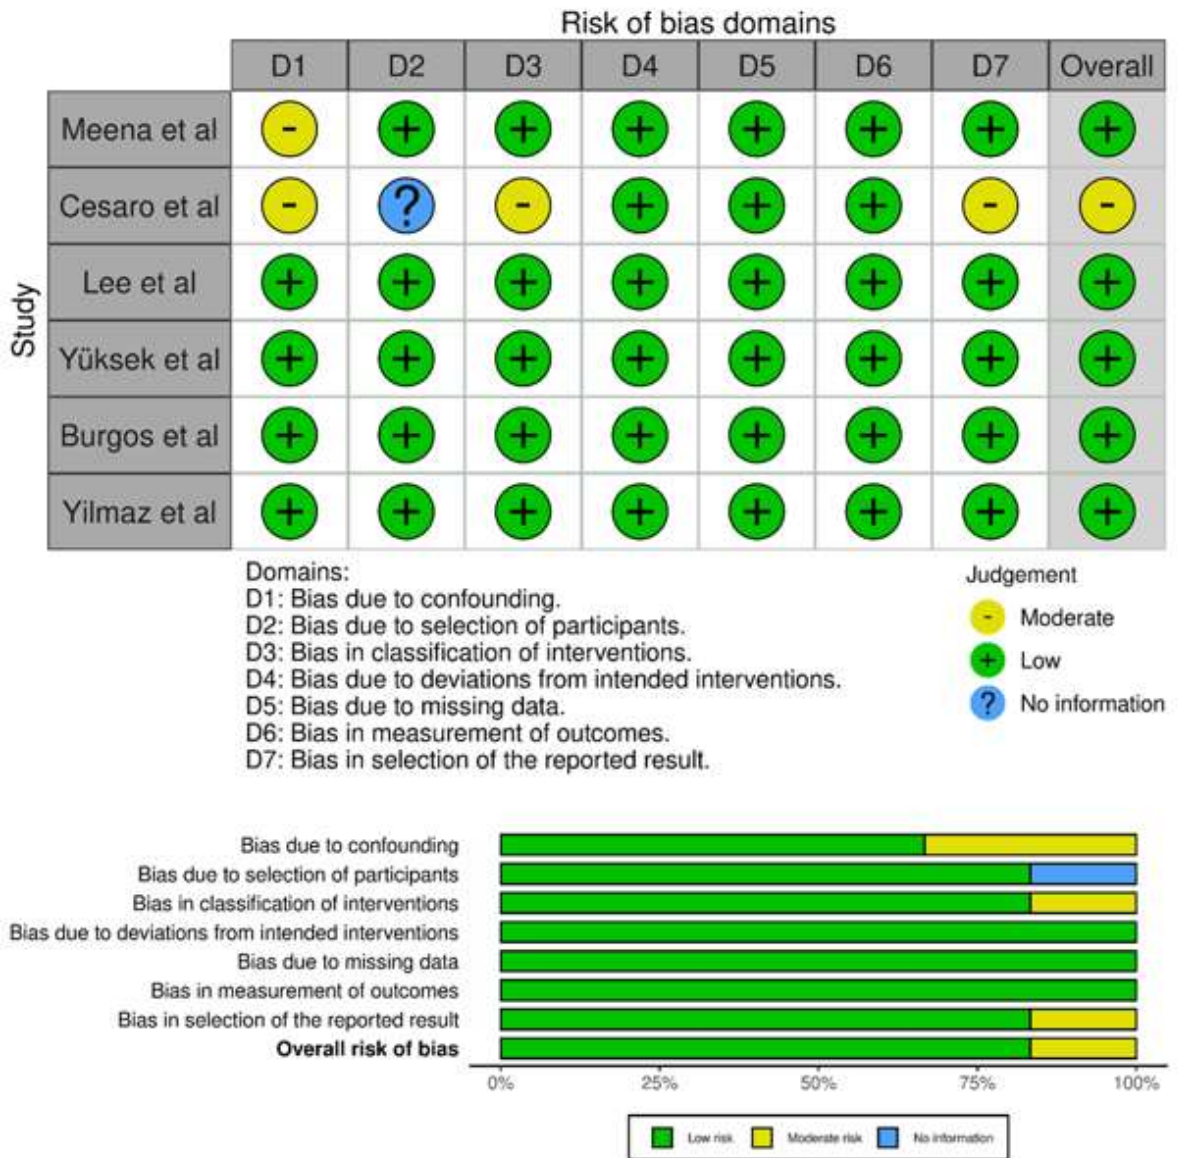 Risk of bias domains
D1 D2 D3 D4 D5 D6 D7 Overall
Study
Meena et al - + + + + + + +
Cesaro et al - ? - + + + - -
Lee et al + + + + + + + +
Yüksek et al + + + + + + + +
Burgos et al + + + + + + + +
Yilmaz et al + + + + + + + +
Domains:
D1: Bias due to confounding.
D2: Bias due to selection of participants.
D3: Bias in classification of interventions.
D4: Bias due to deviations from intended interventions.
D5: Bias due to missing data.
D6: Bias in measurement of outcomes.
D7: Bias in selection of the reported result.
Judgement
- Moderate
+ Low
? No information
Bias due to confounding
Bias due to selection of participants
Bias in classification of interventions
Bias due to deviations from intended interventions
Bias due to missing data
Bias in measurement of outcomes
Bias in selection of the reported result
Overall risk of bias
0% 25% 50% 75% 100%
Low risk Moderate risk No information